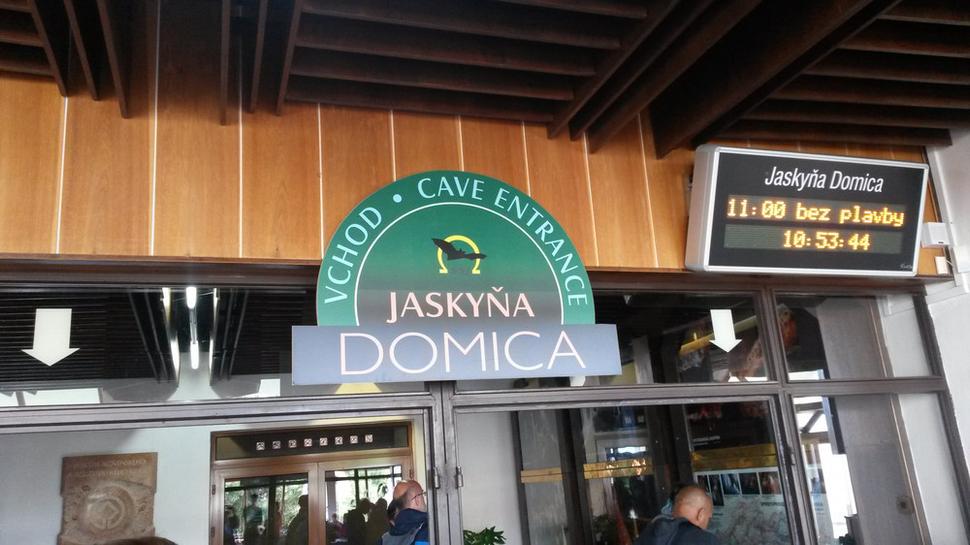 VCHOD • CAVE ENTRANCE
JASKYŇA
DOMICA
Jaskyňa Domica
11:00 bez plavby
10:53:44